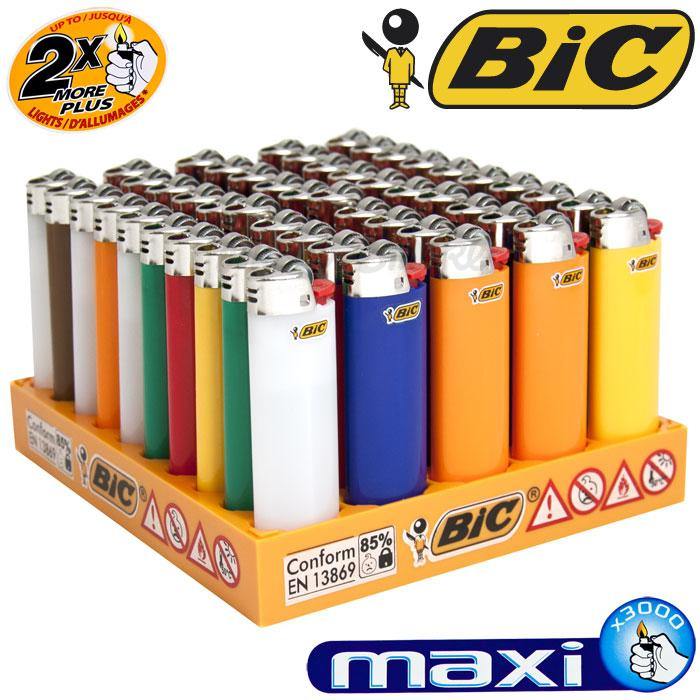 UP TO / JUSQU'A
2X
MORE
PLUS
LIGHTS / D'ALLUMAGES*
BiC
BiC
BiC
BiC
BiC
BiC
Conform
EN 13869
85%
BiC
Conform
EN 13869
85%
BiC®
maxi
x3000